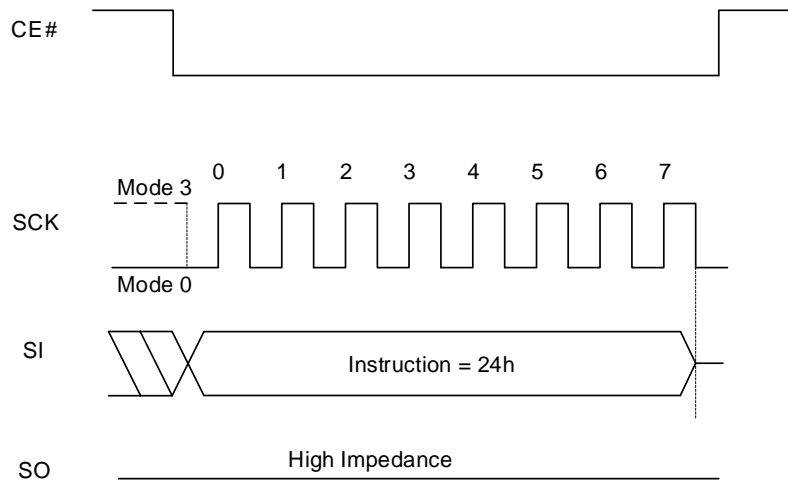 CE#
0 1 2 3 4 5 6 7
Mode 3
SCK
Mode 0
SI
Instruction = 24h
High Impedance
SO